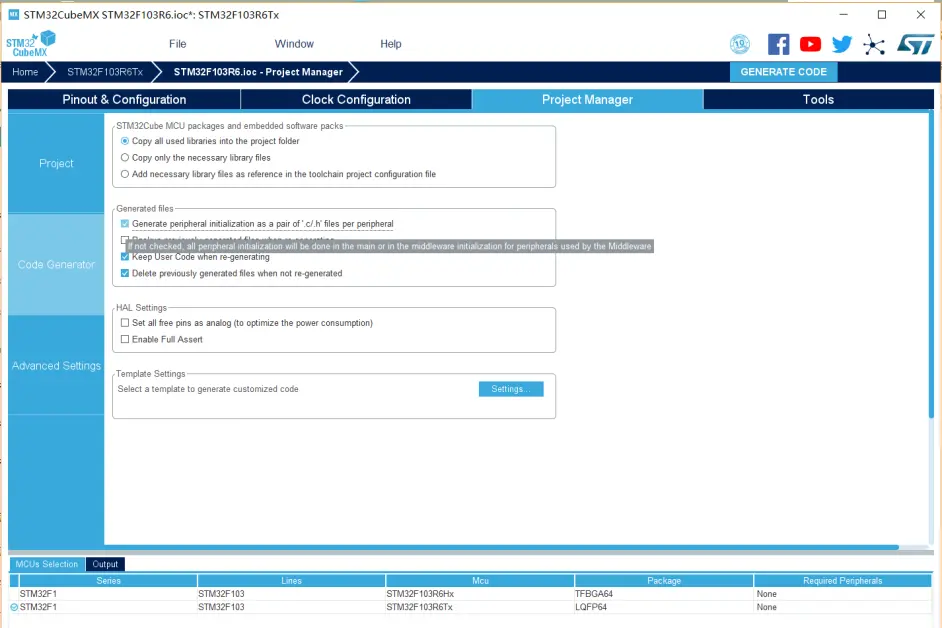 MX STM32CubeMX STM32F103R6.ioc*: STM32F103R6Tx
STM32 CubeMX
File Window Help
10
Home STM32F103R6Tx STM32F103R6.ioc - Project Manager GENERATE CODE
Pinout & Configuration Clock Configuration Project Manager Tools
Project
Code Generator
Advanced Settings
STM32Cube MCU packages and embedded software packs
Copy all used libraries into the project folder
Copy only the necessary library files
Add necessary library files as reference in the toolchain project configuration file
Generated files
Generate peripheral initialization as a pair of '.c/.h' files per peripheral
If not checked, all peripheral initialization will be done in the main or in the middleware initialization for peripherals used by the Middleware
Keep User Code when re-generating
Delete previously generated files when not re-generated
HAL Settings
Set all free pins as analog (to optimize the power consumption)
Enable Full Assert
Template Settings
Select a template to generate customized code Settings...
MCUs Selection Output
Series Lines Mcu Package Required Peripherals
STM32F1 STM32F103 STM32F103R6Hx TFBGA64 None
STM32F1 STM32F103 STM32F103R6Tx LQFP64 None